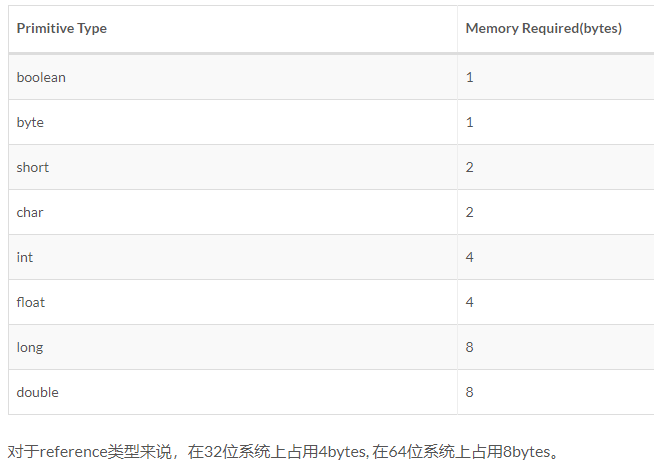 Primitive Type Memory Required(bytes)
boolean 1
byte 1
short 2
char 2
int 4
float 4
long 8
double 8
对于reference类型来说，在32位系统上占用4bytes, 在64位系统上占用8bytes。